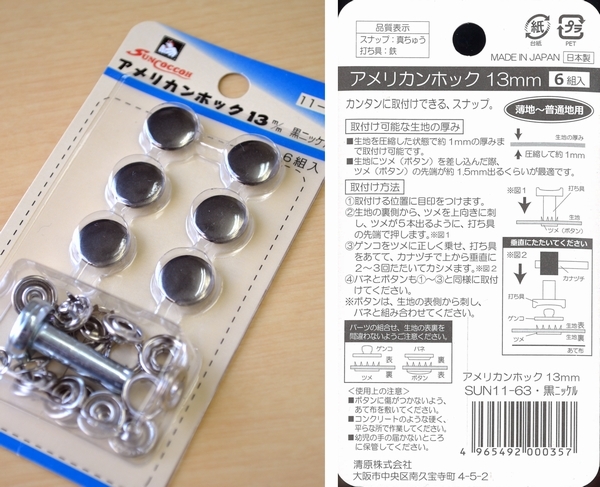 SUNCOCCOH
アメリカンホック 13m/m
11-
黒ニッケル
6組入
品質表示
スナップ：真ちゅう
打ち具：鉄
紙
台紙
プラ
PET
MADE IN JAPAN 日本製
アメリカンホック 13mm 6組入
カンタンに取付けできる、スナップ。
薄地〜普通地用
取付け可能な生地の厚み
■生地を圧縮した状態で約1mmの厚みまで取付け可能です。
■生地にツメ（ボタン）を差し込んだ際、
ツメ（ボタン）の先端が約1.5mm出るくらいが最適です。
生地の厚み
圧縮して約1mm
取付け方法
①取付ける位置に目印をつけます。
②生地の裏側から、ツメを上向きに刺
し、ツメが5本出るように、打ち具
の先端で押します。※図1
③ゲンコをツメに正しく乗せ、打ち具
をあてて、カナヅチで上から垂直に
2〜3回たたいてカシメます。※図2
④バネとボタンも①〜③と同様に取付
けてください。
※ボタンは、生地の表側から刺し、
バネと組み合わせてください。
※図1
打ち具
生地
ツメ（ボタン）
垂直にたたいてください
※図2
カナヅチ
打ち具
生地表
生地裏
あて布
パーツの組合せ、生地の表裏を
間違わないようご注意ください。
ゲンコ
表
裏
ツメ
バネ
裏
表
ボタン
＜使用上の注意＞
■ボタンに傷がつかないよう、
あて布を敷いてください。
■コンクリートのような硬く、
平らな所で作業してください。
■幼児の手の届かないところ
に保管してください。
アメリカンホック 13mm
SUN11-63・黒ニッケル
4 965492 000357
清原株式会社
大阪市中央区南久宝寺町4-5-2